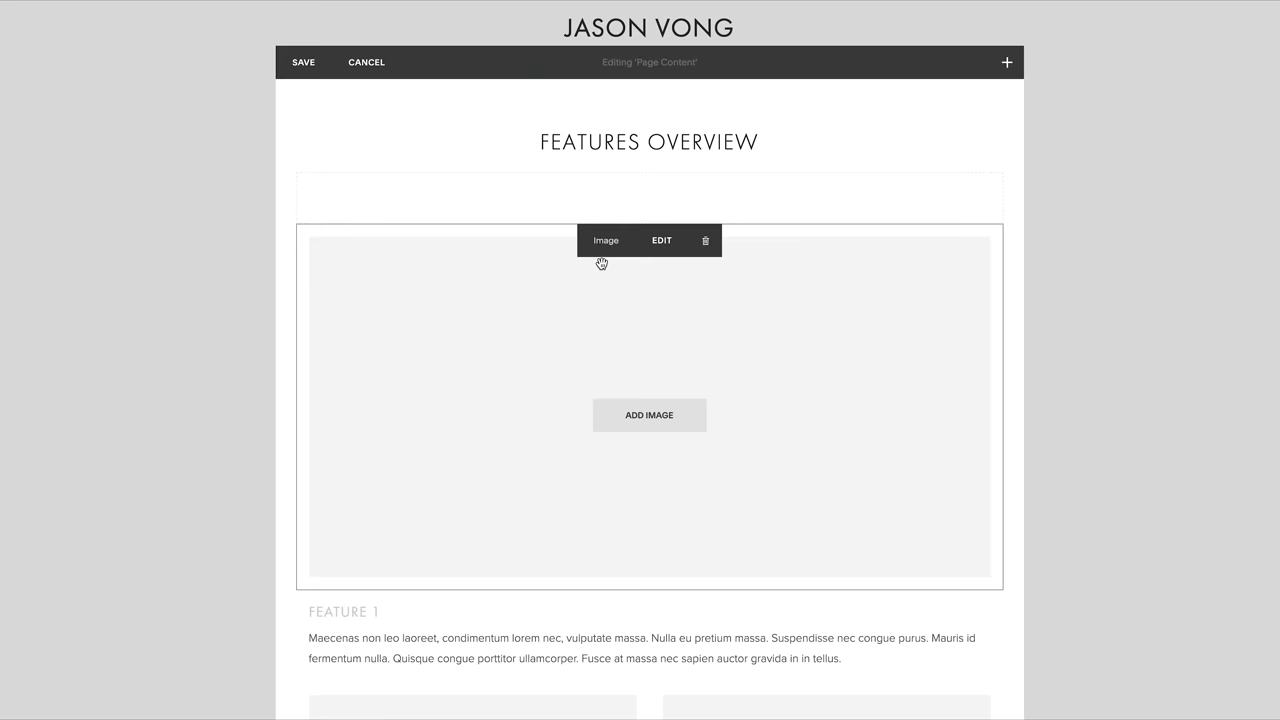 JASON VONG
SAVE CANCEL Editing 'Page Content' +
FEATURES OVERVIEW
Image EDIT
ADD IMAGE
FEATURE 1
Maecenas non leo laoreet, condimentum lorem nec, vulputate massa. Nulla eu pretium massa. Suspendisse nec congue purus. Mauris id
fermentum nulla. Quisque congue porttitor ullamcorper. Fusce at massa nec sapien auctor gravida in in tellus.